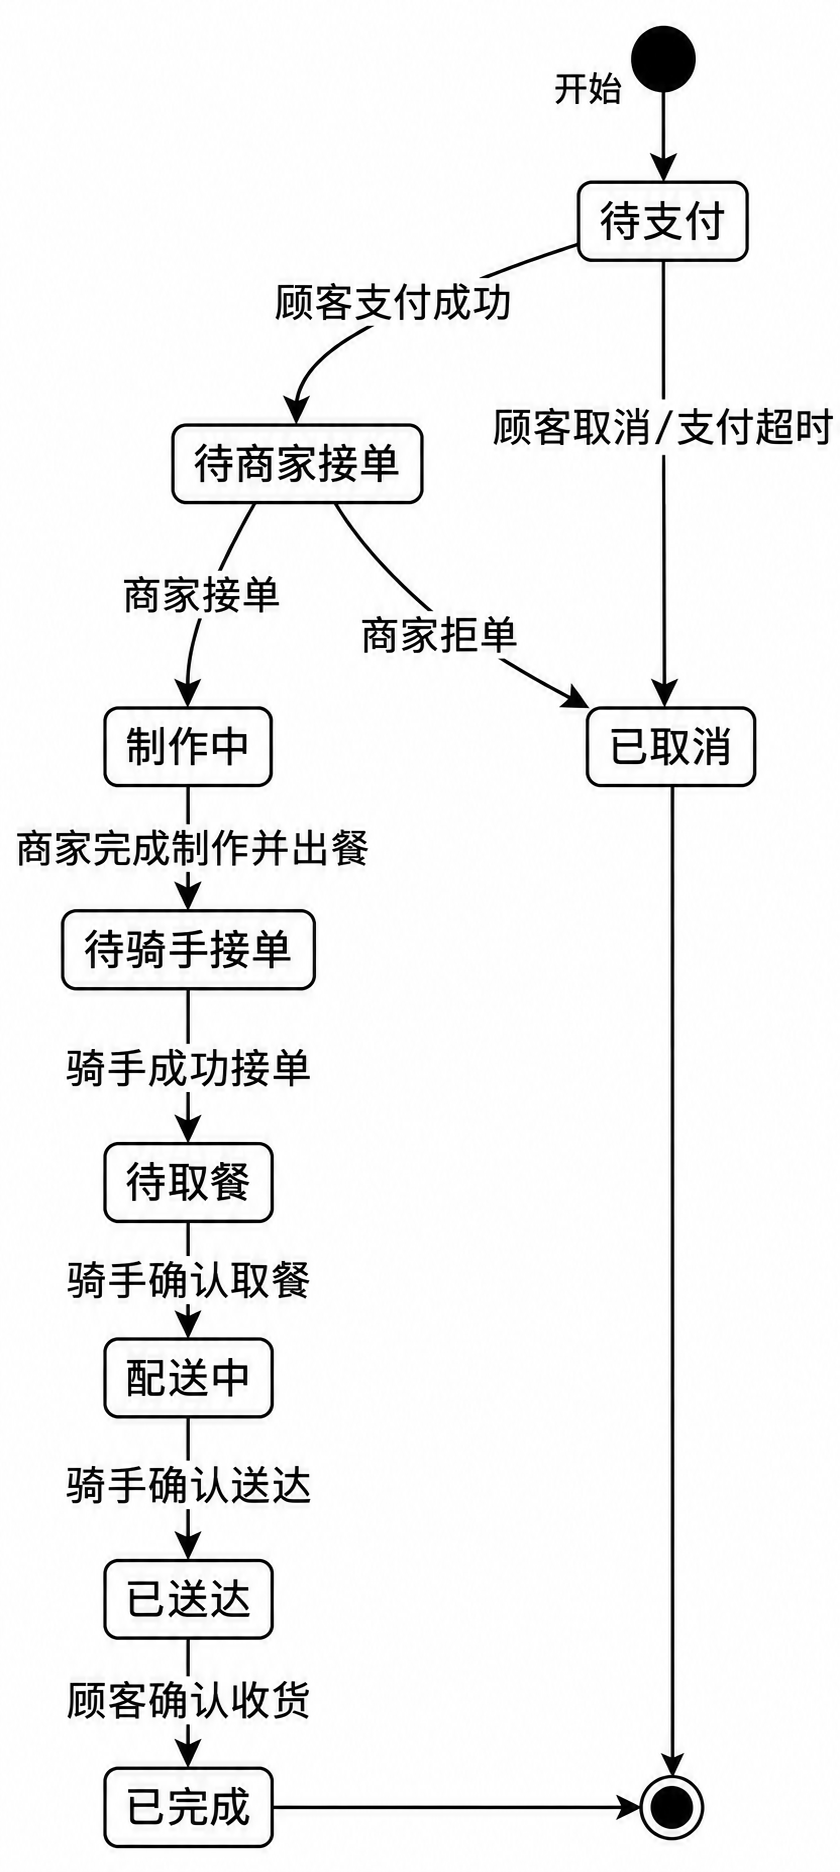 开始
待支付
顾客支付成功
顾客取消/支付超时
待商家接单
商家接单
商家拒单
制作中
已取消
商家完成制作并出餐
待骑手接单
骑手成功接单
待取餐
骑手确认取餐
配送中
骑手确认送达
已送达
顾客确认收货
已完成